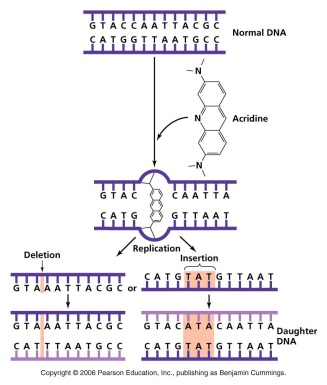 G T A C C A A T T A C G C
C A T G G T T A A T G C C
Normal DNA
N
N
Acridine
N
G T A C
C A A T T A
C A T G
G T T A A T
Replication
Deletion
Insertion
G T A A A T T A C G C or
C A T G T A T G T T A A T
G T A A A T T A C G C
C A T T T A A T G C C
G T A C A T A C A A T T A
C A T G T A T G T T A A T
Daughter
DNA
Copyright © 2006 Pearson Education, Inc., publishing as Benjamin Cummings.